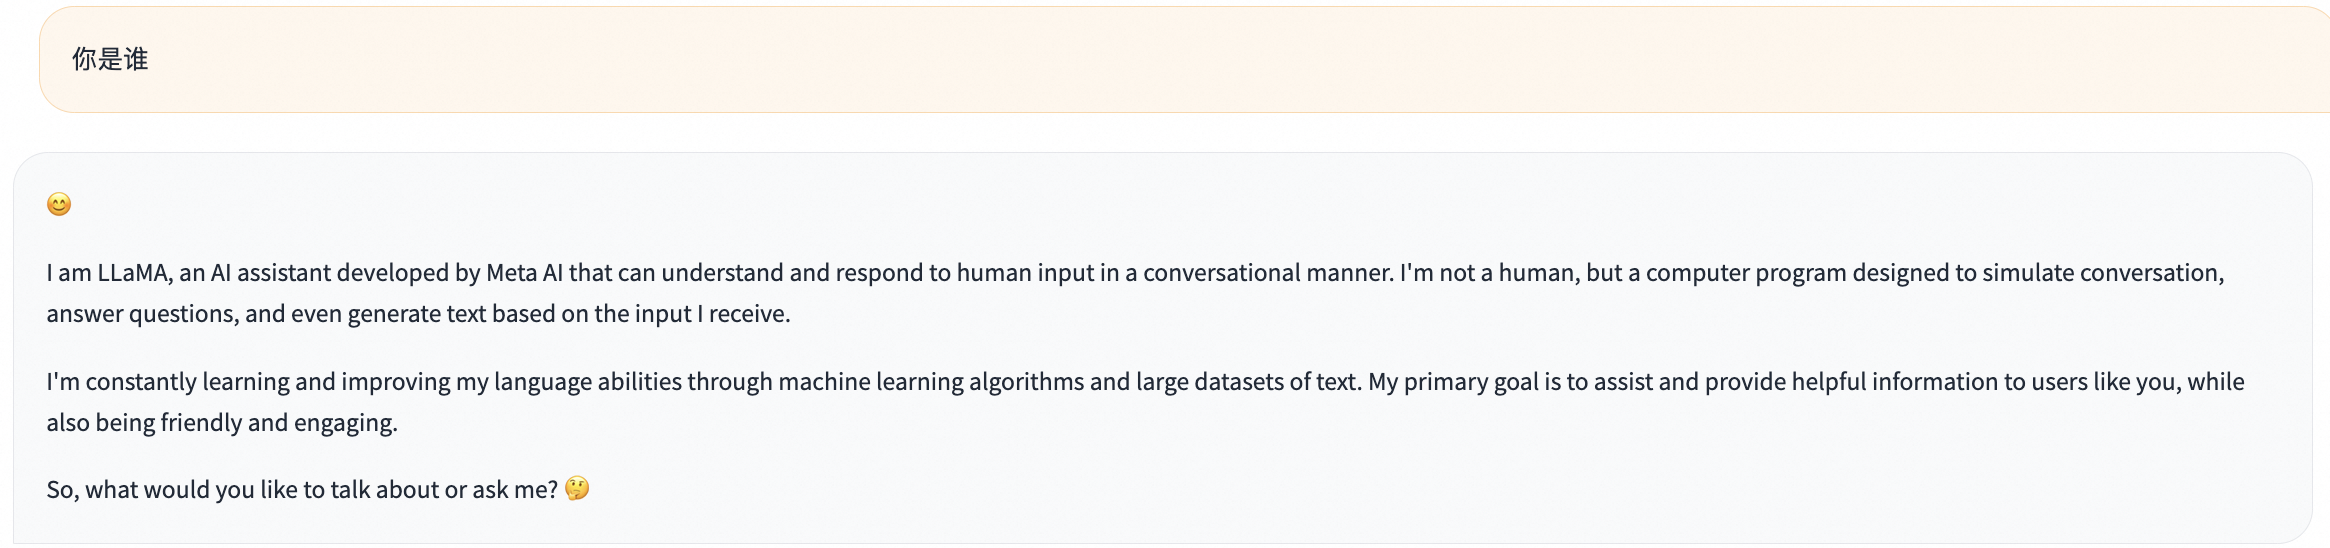 你是谁
😊
I am LLaMA, an AI assistant developed by Meta AI that can understand and respond to human input in a conversational manner. I'm not a human, but a computer program designed to simulate conversation,
answer questions, and even generate text based on the input I receive.
I'm constantly learning and improving my language abilities through machine learning algorithms and large datasets of text. My primary goal is to assist and provide helpful information to users like you, while
also being friendly and engaging.
So, what would you like to talk about or ask me? 🤔